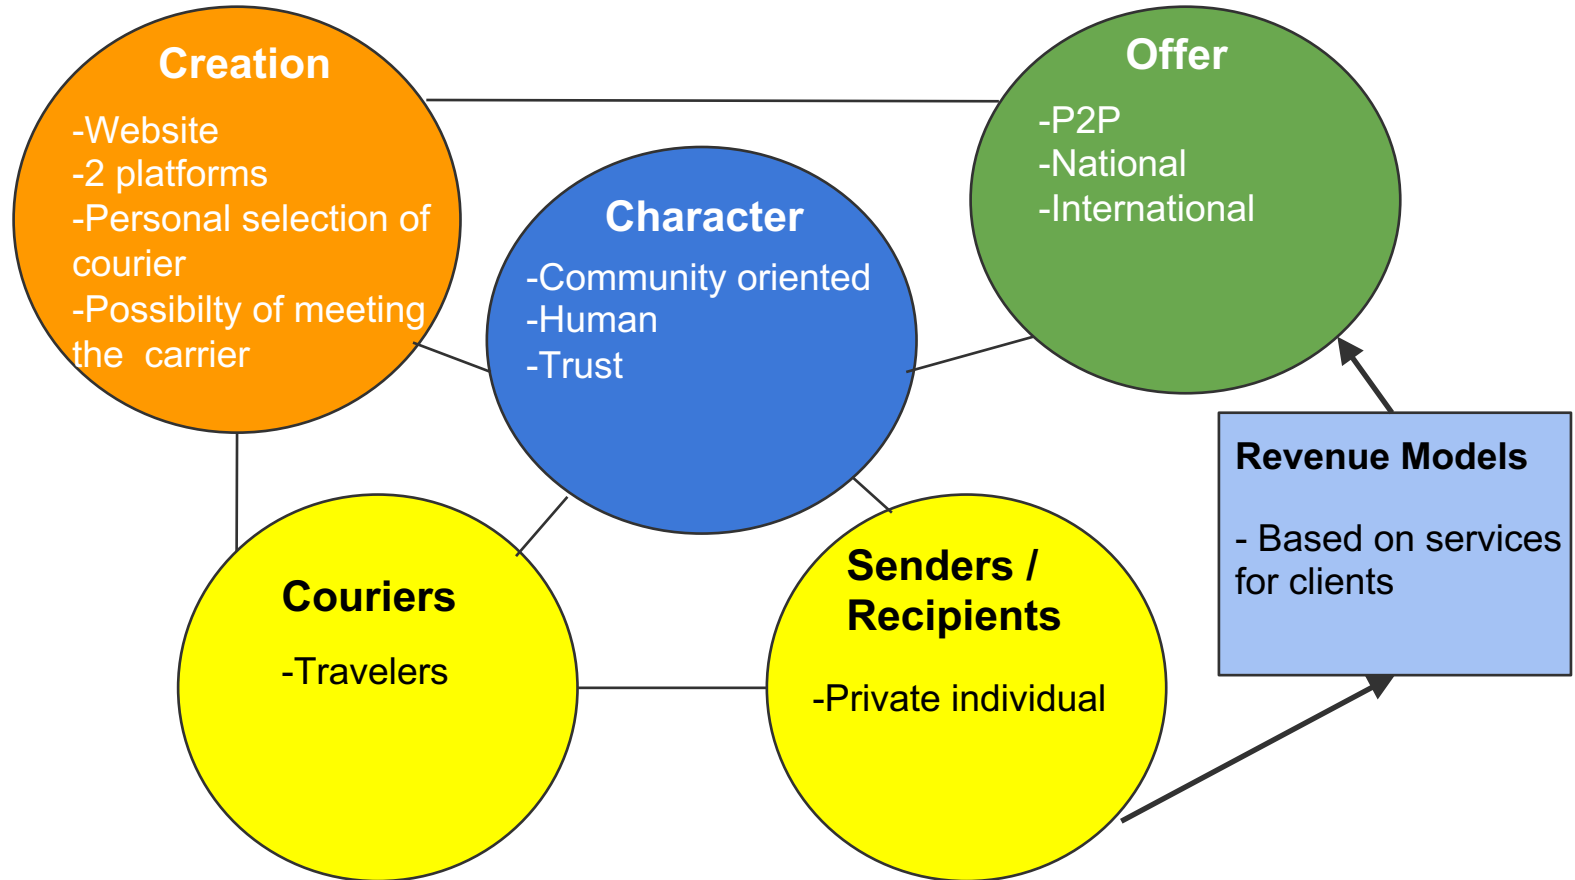 Creation
-Website
-2 platforms
-Personal selection of
courier
-Possibilty of meeting
the  carrier
Offer
-P2P
-National
-International
Character
-Community oriented
-Human
-Trust
Revenue Models
- Based on services
for clients
Couriers
-Travelers
Senders /
Recipients
-Private individual